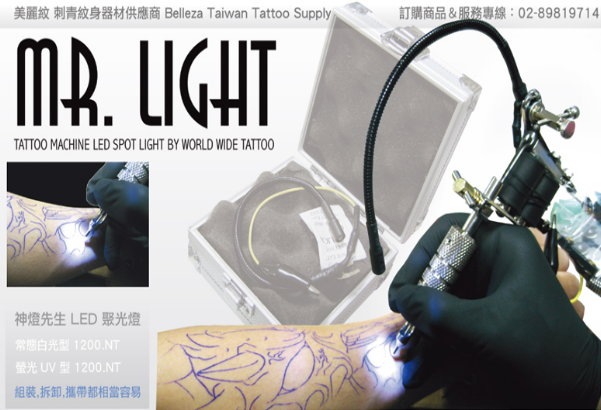 美麗紋 刺青紋身器材供應商 Belleza Taiwan Tattoo Supply
訂購商品＆服務專線：02-89819714
MR. LIGHT
TATTOO MACHINE LED SPOT LIGHT BY WORLD WIDE TATTOO
神燈先生 LED 聚光燈
常態白光型 1200.NT
螢光 UV 型 1200.NT
組裝,拆卸,攜帶都相當容易